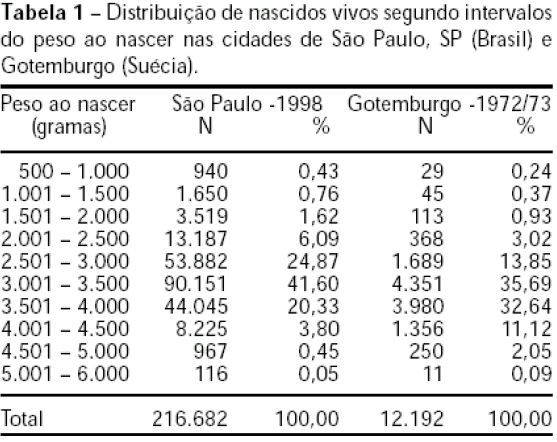 Tabela 1 – Distribuição de nascidos vivos segundo intervalos
do peso ao nascer nas cidades de São Paulo, SP (Brasil) e
Gotemburgo (Suécia).
Peso ao nascer São Paulo -1998 Gotemburgo -1972/73
(gramas) N % N %
500 – 1.000 940 0,43 29 0,24
1.001 – 1.500 1.650 0,76 45 0,37
1.501 – 2.000 3.519 1,62 113 0,93
2.001 – 2.500 13.187 6,09 368 3,02
2.501 – 3.000 53.882 24,87 1.689 13,85
3.001 – 3.500 90.151 41,60 4.351 35,69
3.501 – 4.000 44.045 20,33 3.980 32,64
4.001 – 4.500 8.225 3,80 1.356 11,12
4.501 – 5.000 967 0,45 250 2,05
5.001 – 6.000 116 0,05 11 0,09
Total 216.682 100,00 12.192 100,00